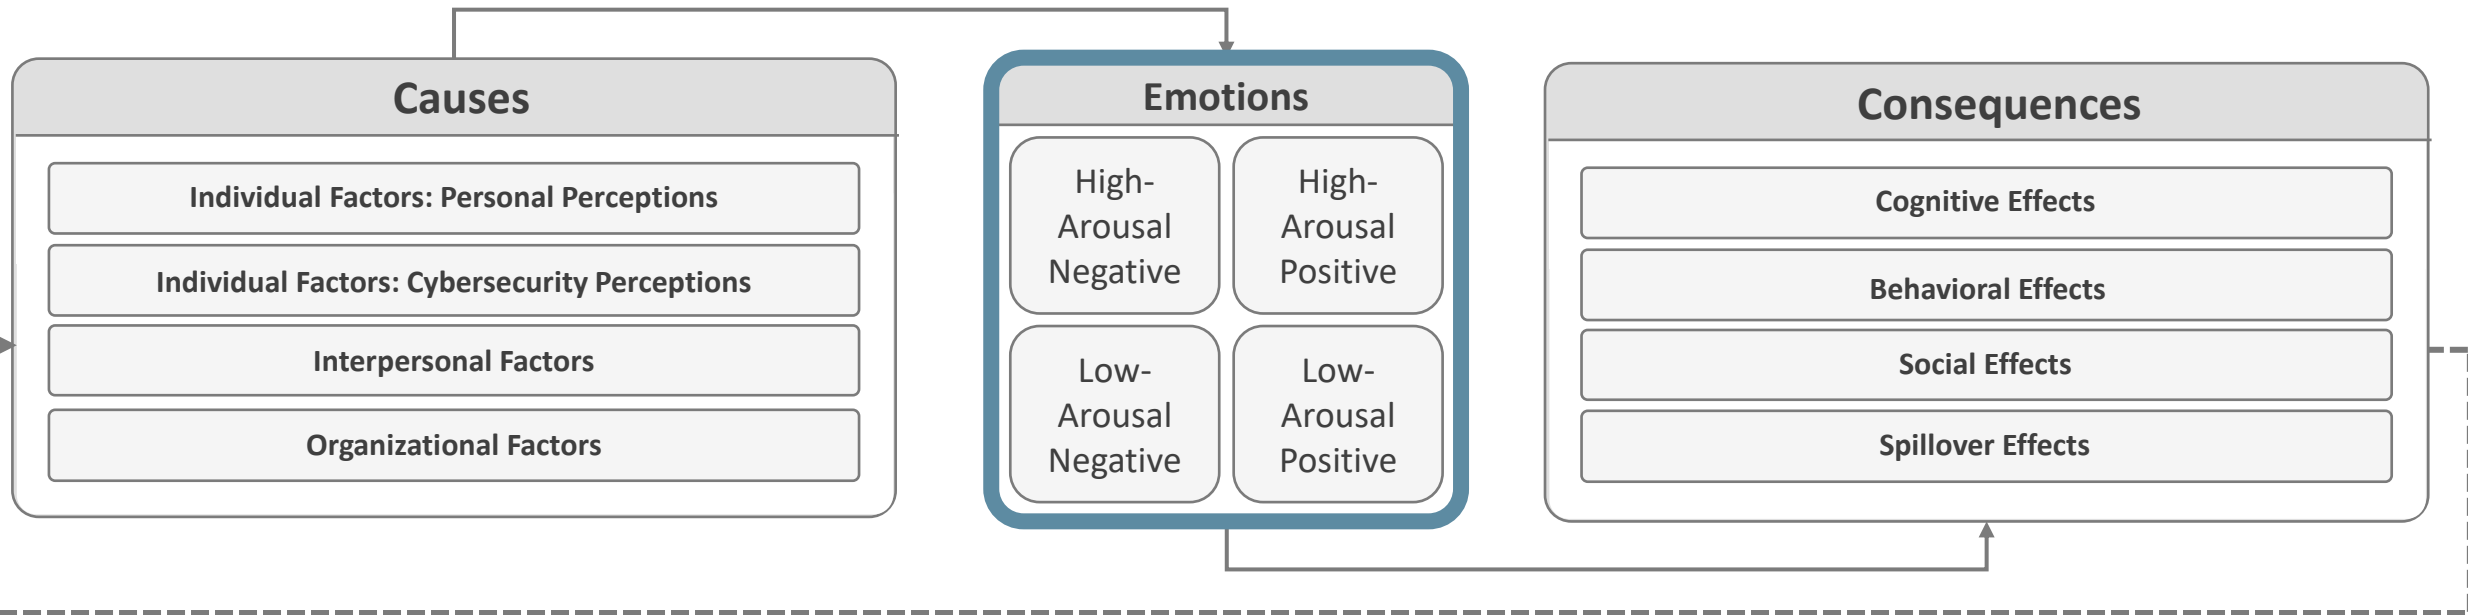 Causes
Individual Factors: Personal Perceptions
Individual Factors: Cybersecurity Perceptions
Interpersonal Factors
Organizational Factors
Emotions
High-
Arousal
Negative
High-
Arousal
Positive
Low-
Arousal
Negative
Low-
Arousal
Positive
Consequences
Cognitive Effects
Behavioral Effects
Social Effects
Spillover Effects